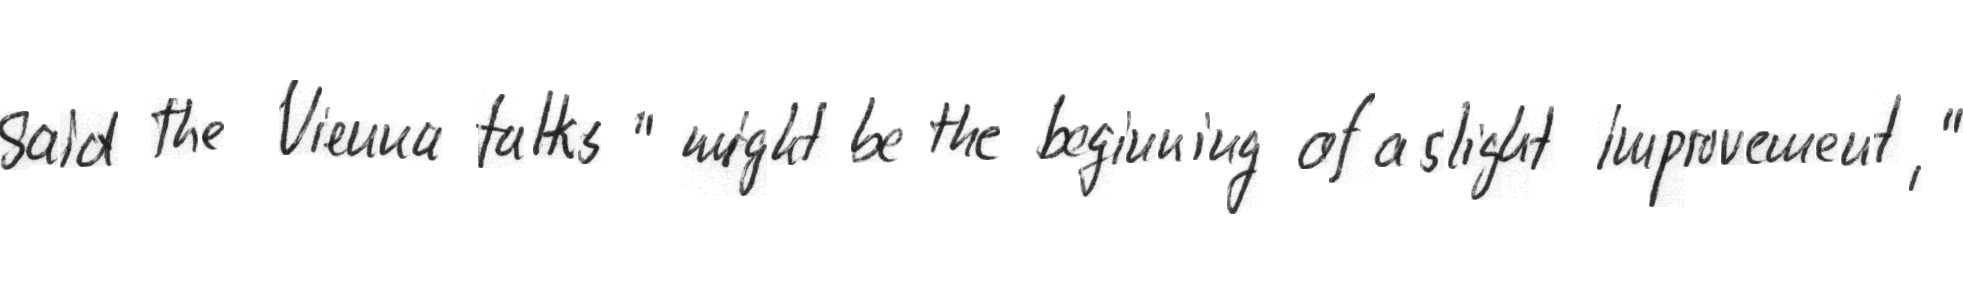 said the Vienna talks "might be the beginning of a slight improvement,"